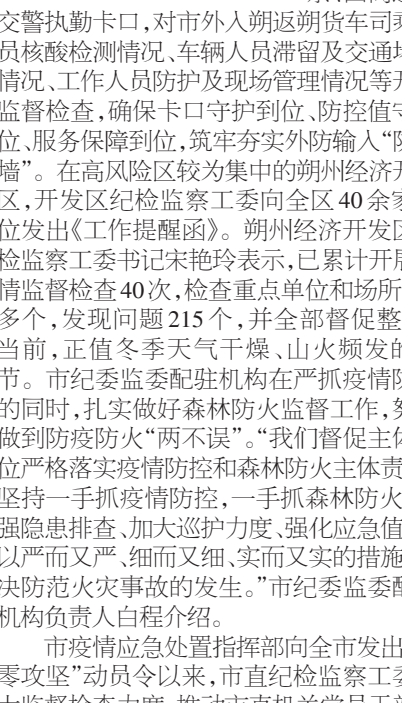 交警执勤卡口，对市外入朔返朔货车司乘
员核酸检测情况、车辆人员滞留及交通
情况、工作人员防护及现场管理情况等开
监督检查，确保卡口守护到位、防控值守
位、服务保障到位，筑牢夯实外防输入“防
墙”。在高风险区较为集中的朔州经济开
区，开发区纪检监察工委向全区40余家
位发出《工作提醒函》。朔州经济开发区
检监察工委书记宋艳玲表示，已累计开展
情监督检查40次，检查重点单位和场所
多个，发现问题215个，并全部督促整
当前，正值冬季天气干燥、山火频发的
节。市纪委监委配驻机构在严抓疫情防
的同时，扎实做好森林防火监督工作，努
做到防疫防火“两不误”。“我们督促主体
位严格落实疫情防控和森林防火主体责
坚持一手抓疫情防控，一手抓森林防火
强隐患排查、加大巡护力度、强化应急值
以严而又严、细而又细、实而又实的措施
决防范火灾事故的发生。”市纪委监委配
机构负责人白程介绍。
市疫情应急处置指挥部向全市发出
零攻坚”动员令以来，市直纪检监察工委